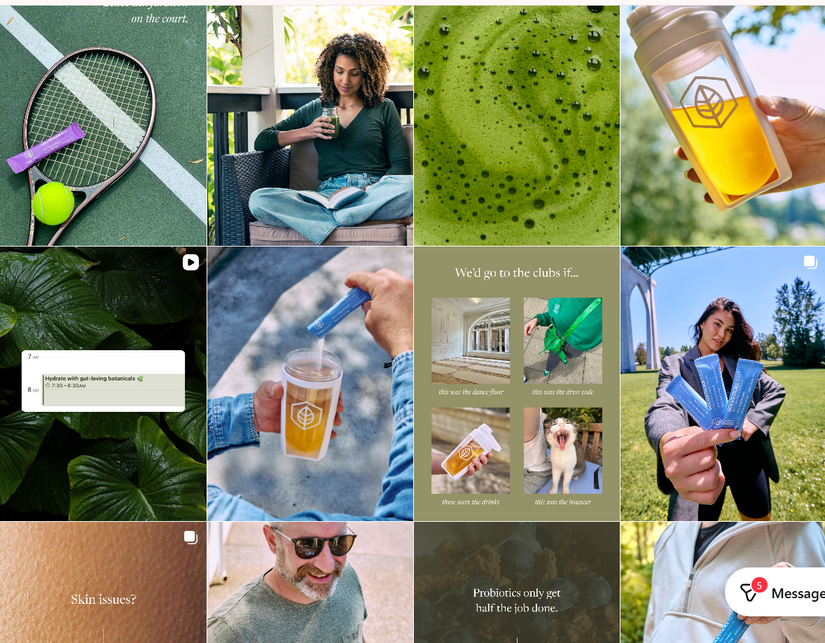 on the court.
7 AM
Hydrate with gut-loving botanicals
8 AM
7:30–8:30AM
We'd go to the clubs if...
this was the dance floor
this was the dress code
these were the drinks
this was the bouncer
Skin issues?
Probiotics only get
half the job done.
5
Message